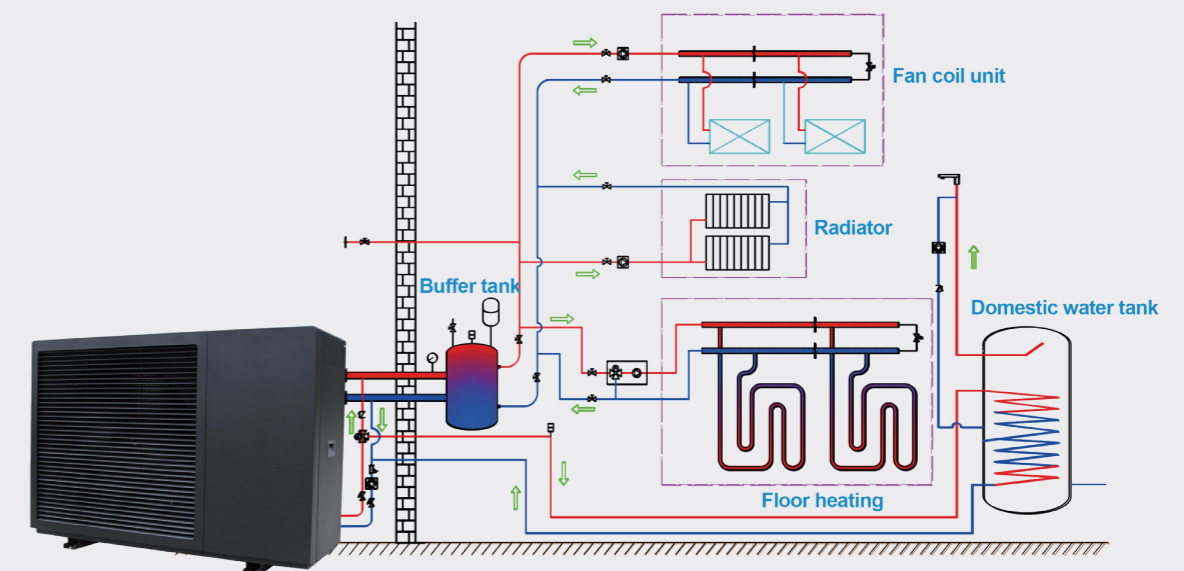 Fan coil unit
Radiator
Buffer tank
Domestic water tank
Floor heating